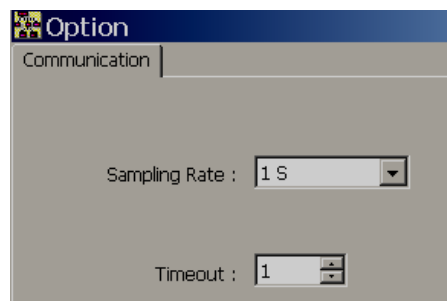 Option
Communication
Sampling Rate : 1 S
Timeout : 1